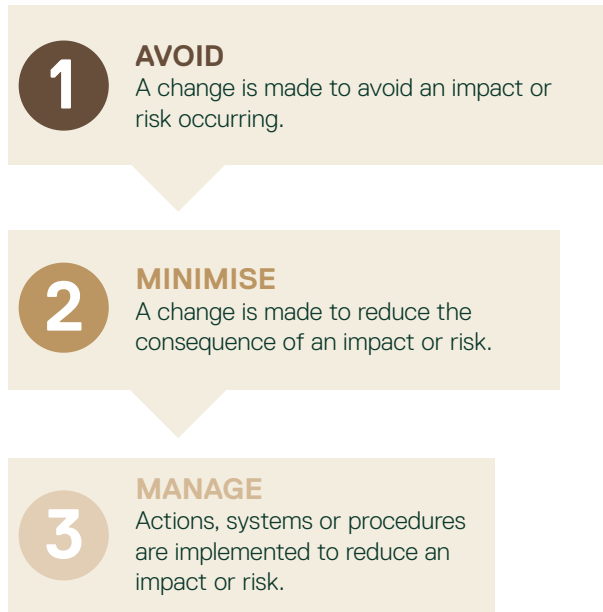 1
AVOID
A change is made to avoid an impact or
risk occurring.
2
MINIMISE
A change is made to reduce the
consequence of an impact or risk.
3
MANAGE
Actions, systems or procedures
are implemented to reduce an
impact or risk.